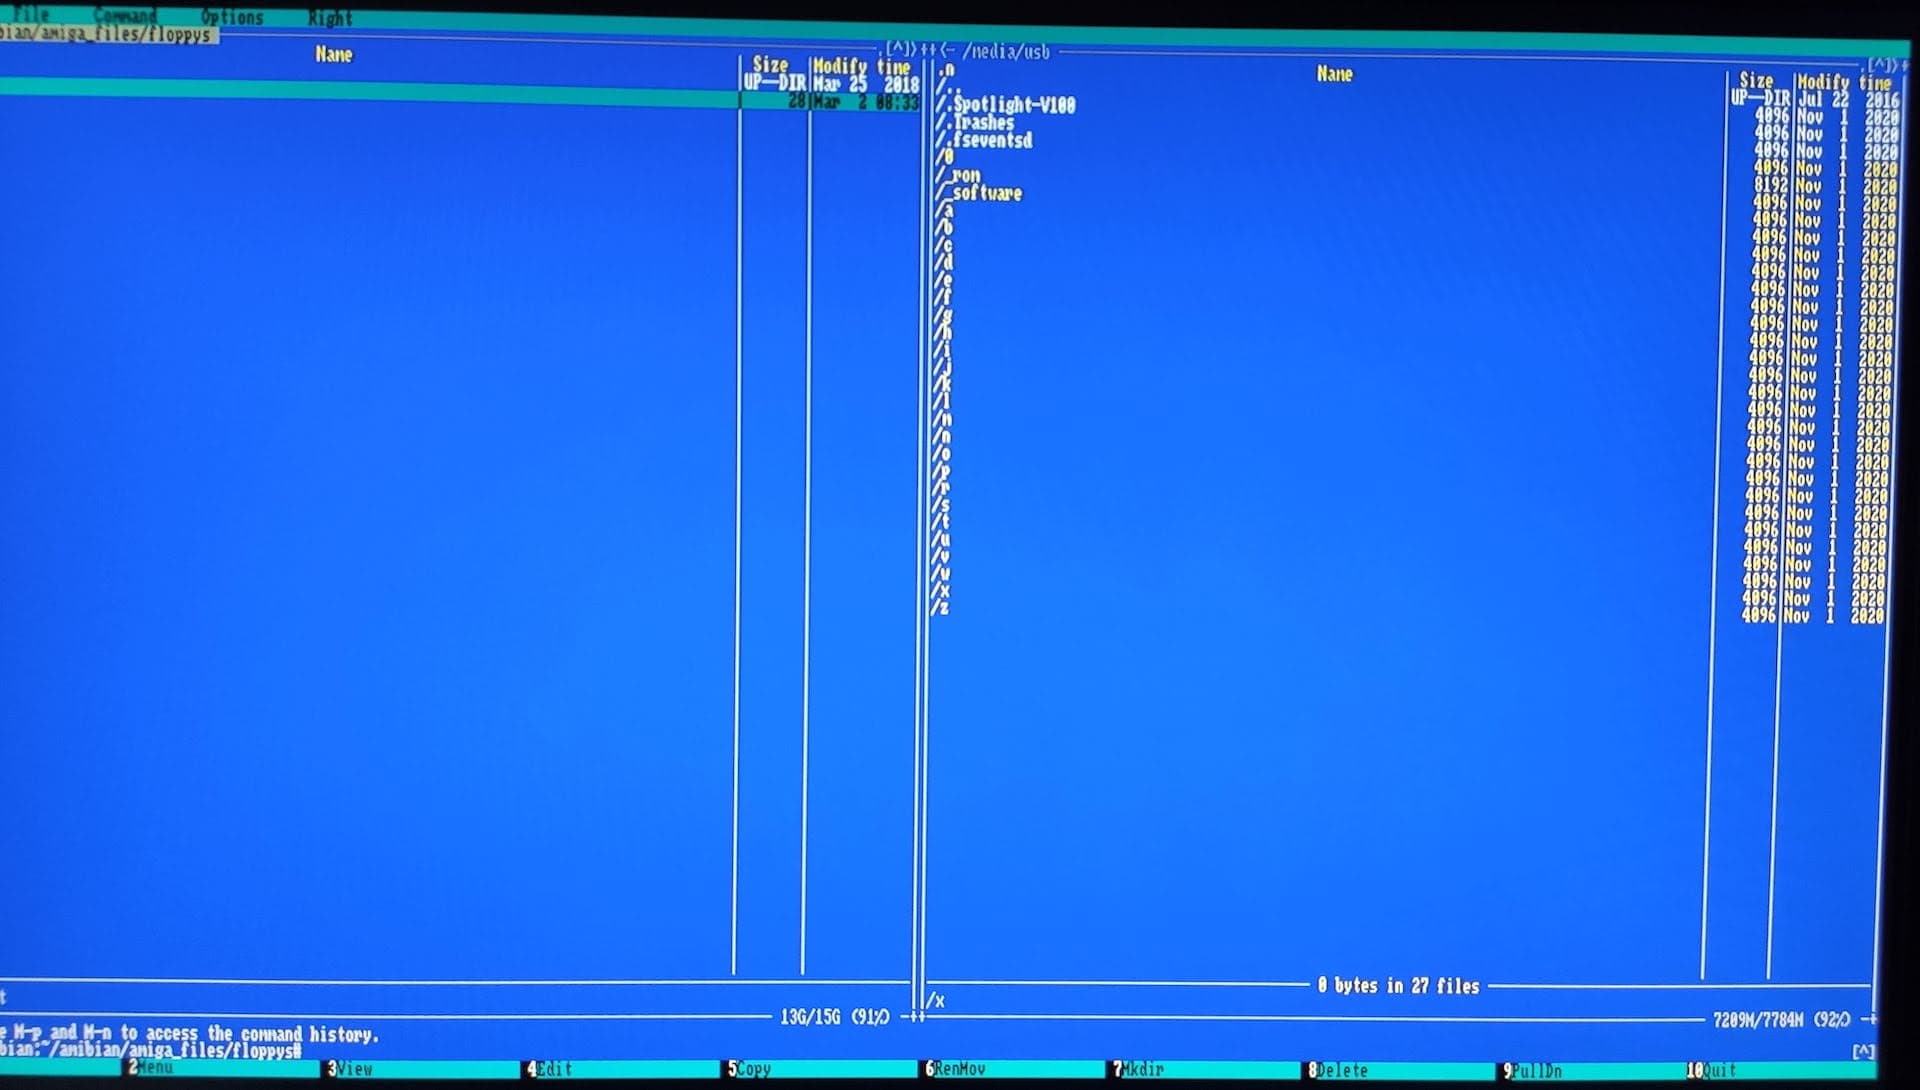 File Command Options Right
bian/amiga_files/floppys .[^]> <- /media/usb .[^]>
Name Size Modify time
UP--DIR Mar 25 2018
28 Mar 2 08:33
.n Name Size Modify time
/.. UP--DIR Jul 22 2016
/.Spotlight-V100 4096 Nov 1 2020
/.Trashes 4096 Nov 1 2020
/.fseventsd 4096 Nov 1 2020
/0 4096 Nov 1 2020
/_rom 8192 Nov 1 2020
/_software 4096 Nov 1 2020
/a 4096 Nov 1 2020
/b 4096 Nov 1 2020
/c 4096 Nov 1 2020
/d 4096 Nov 1 2020
/e 4096 Nov 1 2020
/f 4096 Nov 1 2020
/g 4096 Nov 1 2020
/h 4096 Nov 1 2020
/i 4096 Nov 1 2020
/j 4096 Nov 1 2020
/k 4096 Nov 1 2020
/l 4096 Nov 1 2020
/m 4096 Nov 1 2020
/n 4096 Nov 1 2020
/o 4096 Nov 1 2020
/p 4096 Nov 1 2020
/r 4096 Nov 1 2020
/s 4096 Nov 1 2020
/t 4096 Nov 1 2020
/u 4096 Nov 1 2020
/v 4096 Nov 1 2020
/w 4096 Nov 1 2020
/x 4096 Nov 1 2020
/z 4096 Nov 1 2020
0 bytes in 27 files
t /x
13G/15G (91%) 7209M/7784M (92%)
e M-p and M-n to access the command history.
bian:~/amibian/amiga_files/floppys# [^]
2Menu 3View 4Edit 5Copy 6RenMov 7Mkdir 8Delete 9PullDn 10Quit